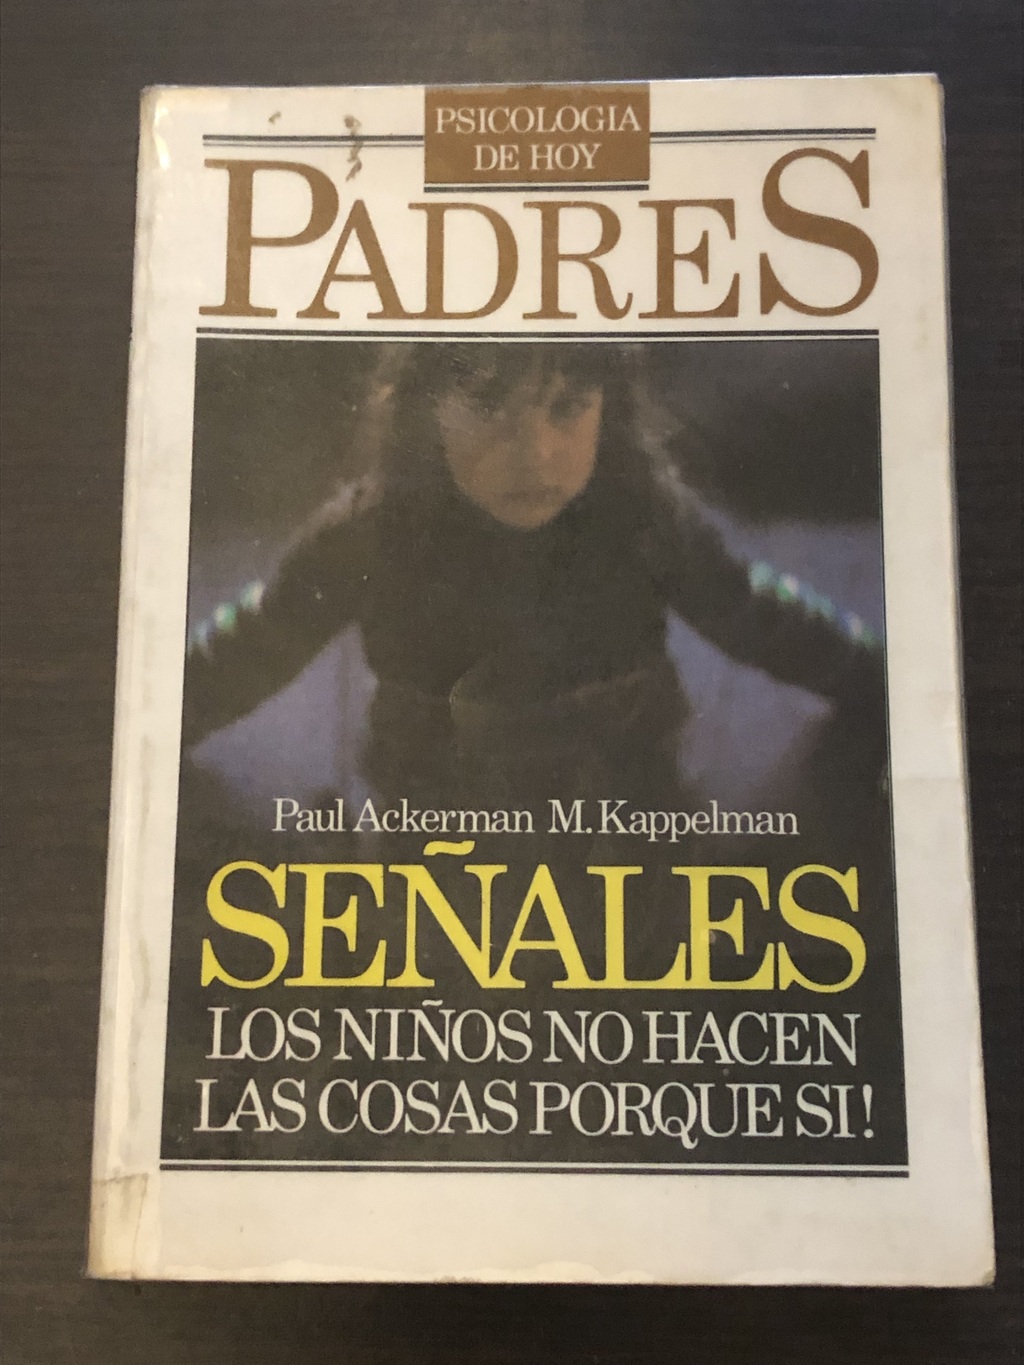 PSICOLOGIA
DE HOY
PADRES
Paul Ackerman M. Kappelman
SEÑALES
LOS NIÑOS NO HACEN
LAS COSAS PORQUE SI!